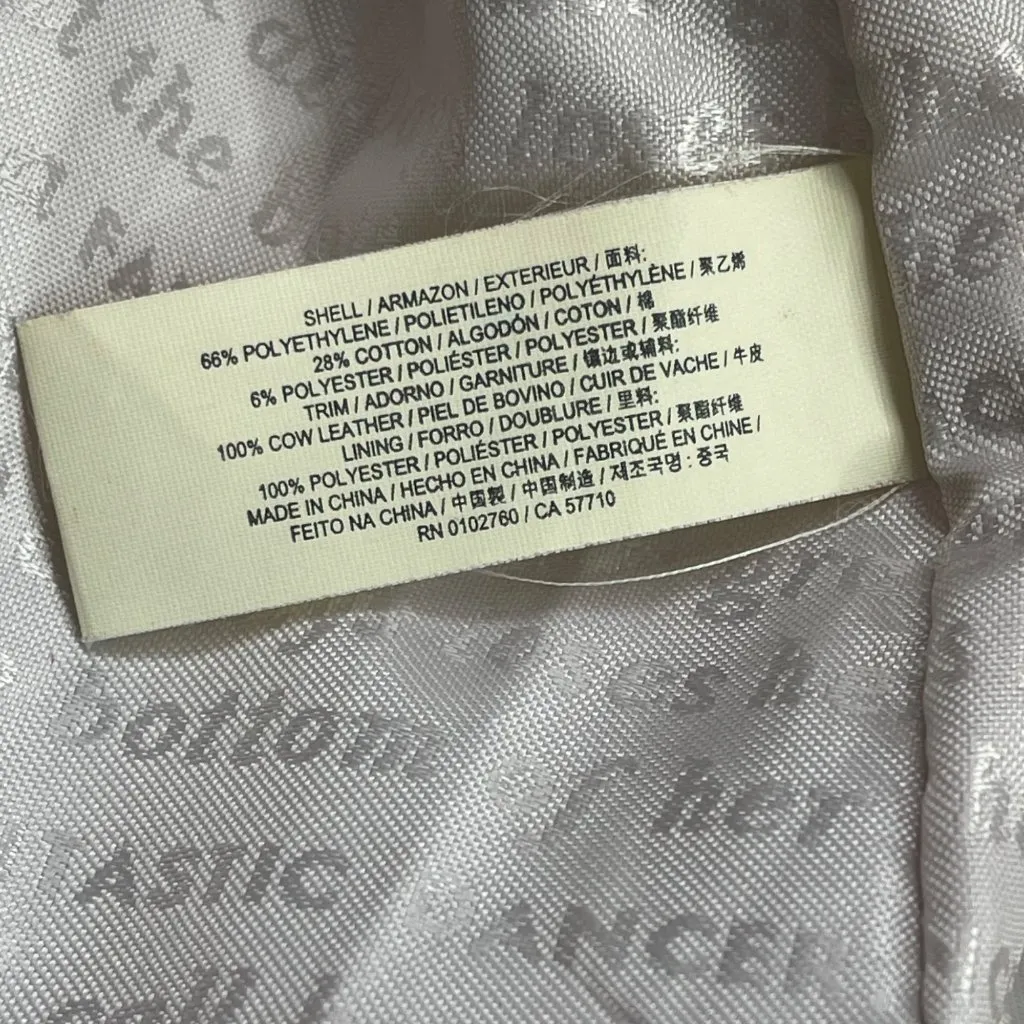 the
SHELL / ARMAZON / EXTERIEUR / 面料:
66% POLYETHYLENE / POLIETILENO / POLYÉTHYLÈNE / 聚乙烯
28% COTTON / ALGODÓN / COTON / 棉
6% POLYESTER / POLIÉSTER / POLYESTER / 聚酯纤维
TRIM / ADORNO / GARNITURE / 镶边或辅料:
100% COW LEATHER / PIEL DE BOVINO / CUIR DE VACHE / 牛皮
LINING / FORRO / DOUBLURE / 里料:
100% POLYESTER / POLIÉSTER / POLYESTER / 聚酯纤维
MADE IN CHINA / HECHO EN CHINA / FABRIQUÉ EN CHINE /
FEITO NA CHINA / 中国製 / 中国制造 / 제조국명 : 중국
RN 0102760 / CA 57710
bottom
her